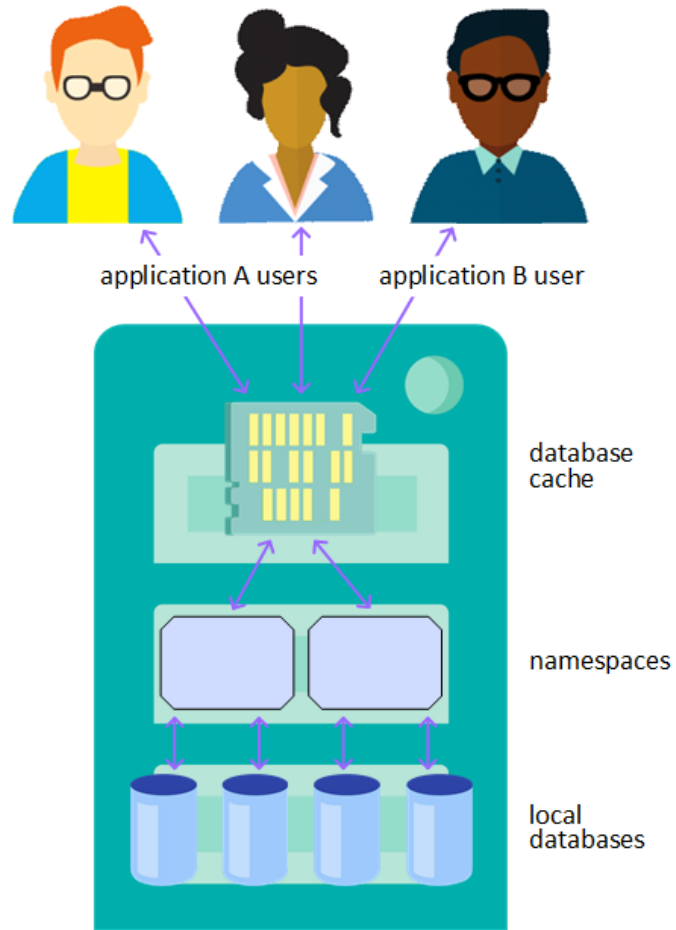 application A users
application B user
database
cache
namespaces
local
databases